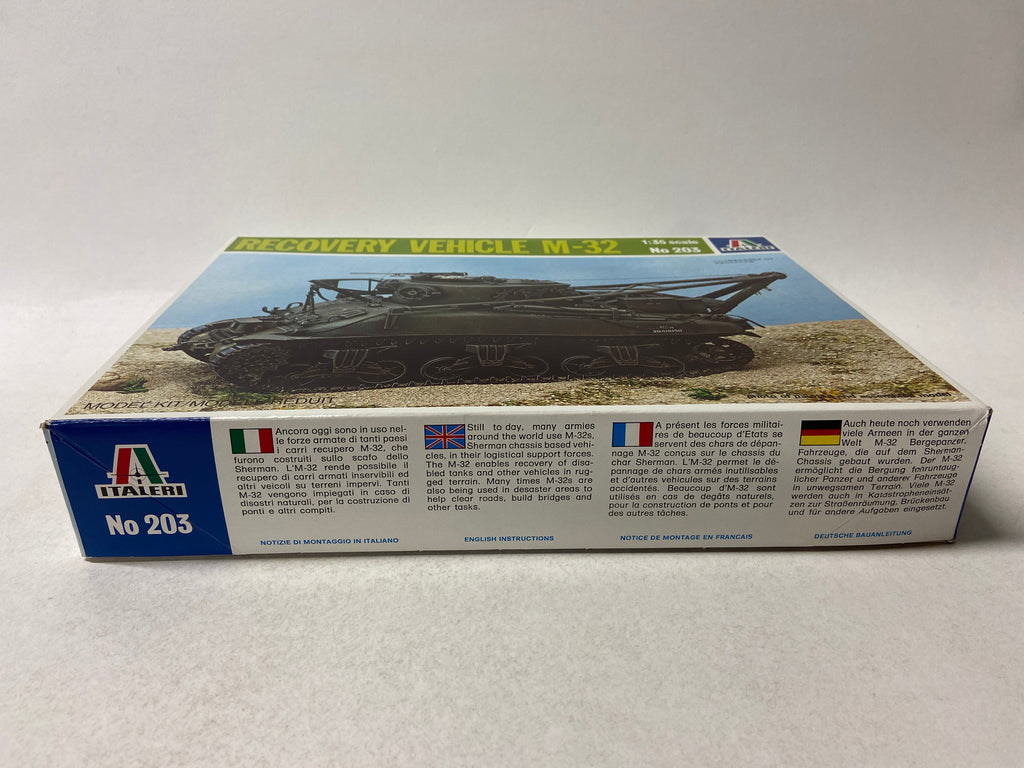 RECOVERY VEHICLE M-32
1:35 scale
No 203
ITALERI
MODEL KIT
ITALERI
No 203
Ancora oggi sono in uso nel-
le forze armate di tanti paesi
i carri recupero M-32, che
furono costruiti sullo scafo dello
Sherman. L'M-32 rende possibile il
recupero di carri armati inservibili ed
altri veicoli su terreni impervi. Tanti
M-32 vengono impiegati in caso di
disastri naturali, per la costruzione di
ponti e altri compiti.
NOTIZIE DI MONTAGGIO IN ITALIANO
Still to day, many armies
around the world use M-32s,
Sherman chassis based vehi-
cles, in their logistical support forces.
The M-32 enables recovery of disa-
bled tanks and other vehicles in rug-
ged terrain. Many times M-32s are
also being used in desaster areas to
help clear roads, build bridges and
other tasks.
ENGLISH INSTRUCTIONS
A présent les forces militai-
res de beaucoup d'Etats se
servent des chars de dépan-
nage M-32 conçus sur le chassis du
char Sherman. L'M-32 permet le dé-
pannage de chars armés inutilisables
et d'autres véhicules sur des terrains
accidentés. Beaucoup d'M-32 sont
utilisés en cas de degâts naturels,
pour la construction de ponts et pour
des autres tâches.
NOTICE DE MONTAGE EN FRANCAIS
Auch heute noch verwenden
viele Armeen in der ganzen
Welt M-32 Bergepanzer,
Fahrzeuge, die auf dem Sherman-
Chassis gebaut wurden. Der M-32
ermöglicht die Bergung fahruntaug-
licher Panzer und anderer Fahrzeuge
in unwegsamen Terrain. Viele M-32
werden auch in Katastropheneinsät-
zen zur Straßenräumung, Brückenbau
und für andere Aufgaben eingesetzt.
DEUTSCHE BAUANLEITUNG